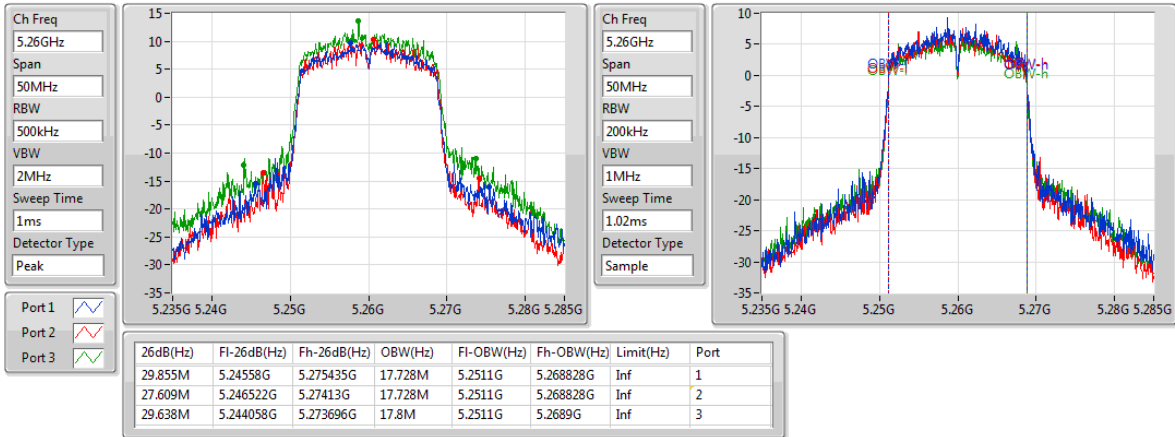 Ch Freq
5.26GHz
Span
50MHz
RBW
500kHz
VBW
2MHz
Sweep Time
1ms
Detector Type
Peak
Port 1
Port 2
Port 3
15
10
5
0
-5
-10
-15
-20
-25
-30
-35
5.235G 5.24G 5.25G 5.26G 5.27G 5.28G 5.285G
Ch Freq
5.26GHz
Span
50MHz
RBW
200kHz
VBW
1MHz
Sweep Time
1.02ms
Detector Type
Sample
10
5
0
-5
-10
-15
-20
-25
-30
-35
OBW-l OBW-h
5.235G 5.24G 5.25G 5.26G 5.27G 5.28G 5.285G
26dB(Hz) Fl-26dB(Hz) Fh-26dB(Hz) OBW(Hz) Fl-OBW(Hz) Fh-OBW(Hz) Limit(Hz) Port
29.855M 5.24558G 5.275435G 17.728M 5.2511G 5.268828G Inf 1
27.609M 5.246522G 5.27413G 17.728M 5.2511G 5.268828G Inf 2
29.638M 5.244058G 5.273696G 17.8M 5.2511G 5.2689G Inf 3